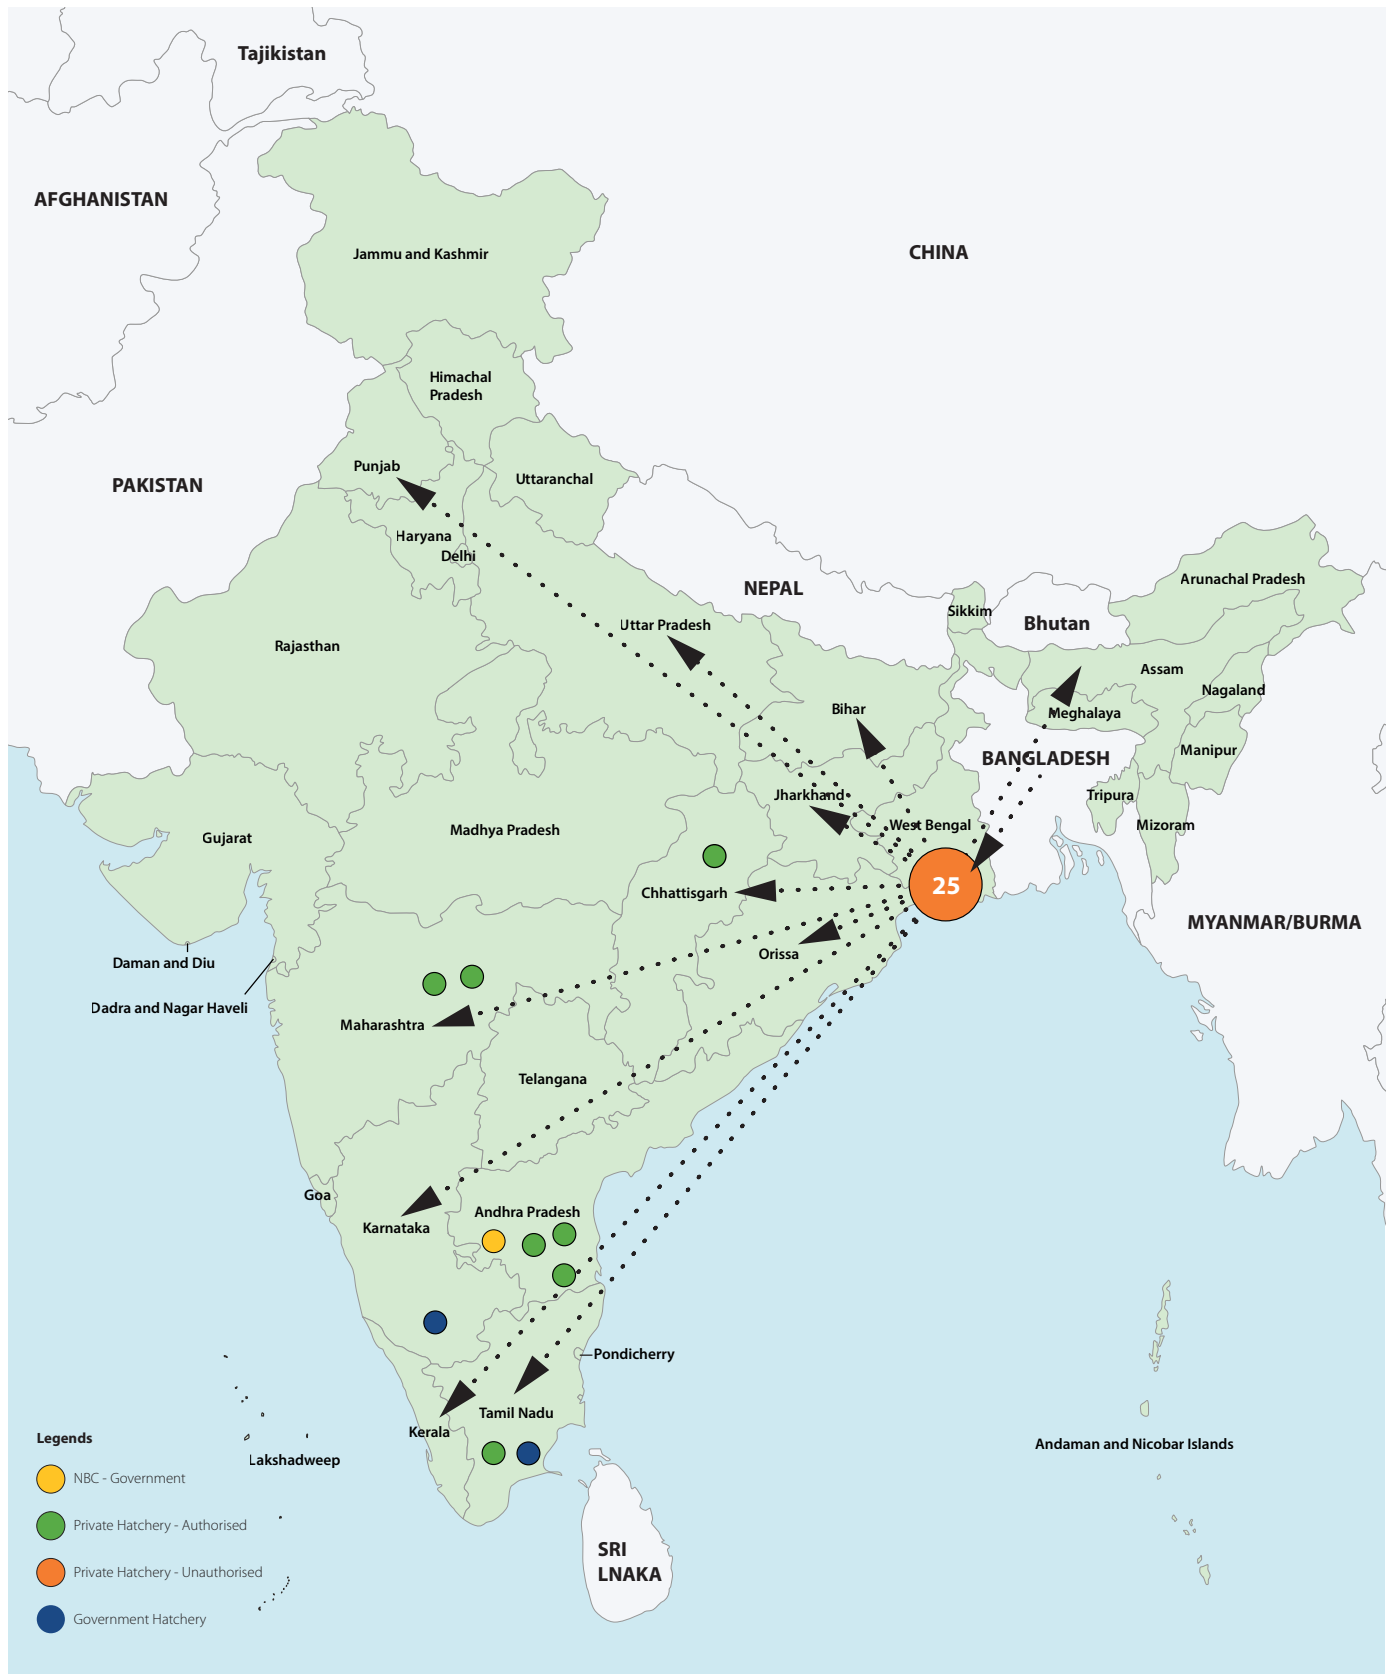 Tajikistan
AFGHANISTAN
CHINA
Jammu and Kashmir
Himachal
Pradesh
Punjab
Uttaranchal
PAKISTAN
Haryana
Delhi
NEPAL
Arunachal Pradesh
Sikkim
Bhutan
Uttar Pradesh
Rajasthan
Assam
Nagaland
Bihar
Meghalaya
Manipur
BANGLADESH
Jharkhand
Tripura
Mizoram
West Bengal
Madhya Pradesh
Gujarat
25
Chhattisgarh
MYANMAR/BURMA
Orissa
Daman and Diu
Dadra and Nagar Haveli
Maharashtra
Telangana
Goa
Andhra Pradesh
Karnataka
Pondicherry
Tamil Nadu
Kerala
Lakshadweep
Andaman and Nicobar Islands
SRI
LNAKA
Legends
NBC - Government
Private Hatchery - Authorised
Private Hatchery - Unauthorised
Government Hatchery